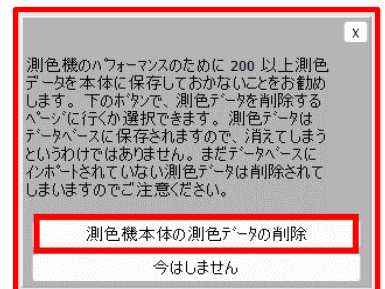 x
測色機のﾊﾟﾌｫｰﾏﾝｽのために 200 以上測色
ﾃﾞｰﾀを本体に保存しておかないことをお勧め
します。 下のﾎﾞﾀﾝで、測色ﾃﾞｰﾀを削除する
ﾍﾟｰｼﾞに行くか選択できます。 測色ﾃﾞｰﾀは
ﾃﾞｰﾀﾍﾞｰｽに保存されますので、消えてしまう
というわけではありません。まだﾃﾞｰﾀﾍﾞｰｽに
ｲﾝﾎﾟｰﾄされていない測色ﾃﾞｰﾀは削除されて
しまいますのでご注意ください。
測色機本体の測色ﾃﾞｰﾀの削除
今はしません